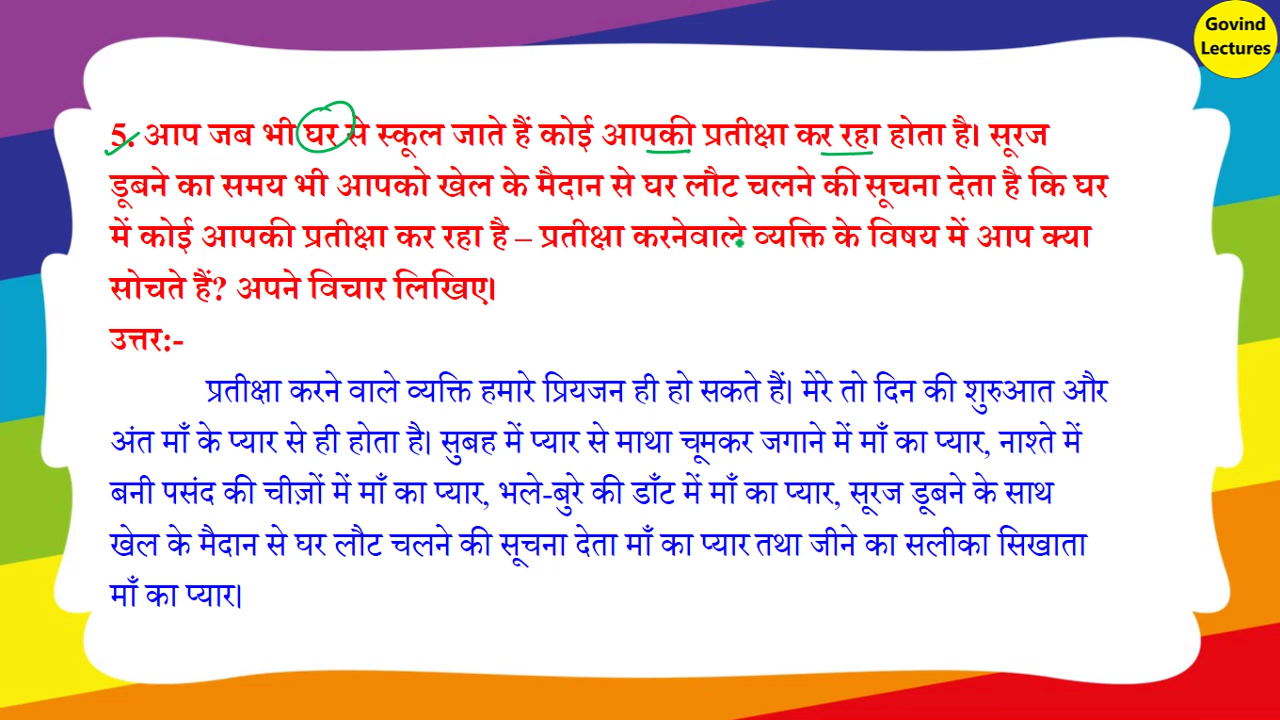 Govind
Lectures
5. आप जब भी घर से स्कूल जाते हैं कोई आपकी प्रतीक्षा कर रहा होता है। सूरज
डूबने का समय भी आपको खेल के मैदान से घर लौट चलने की सूचना देता है कि घर
में कोई आपकी प्रतीक्षा कर रहा है – प्रतीक्षा करनेवाले व्यक्ति के विषय में आप क्या
सोचते हैं? अपने विचार लिखिए।
उत्तर:-
प्रतीक्षा करने वाले व्यक्ति हमारे प्रियजन ही हो सकते हैं। मेरे तो दिन की शुरुआत और
अंत माँ के प्यार से ही होता है। सुबह में प्यार से माथा चूमकर जगाने में माँ का प्यार, नाश्ते में
बनी पसंद की चीज़ों में माँ का प्यार, भले-बुरे की डाँट में माँ का प्यार, सूरज डूबने के साथ
खेल के मैदान से घर लौट चलने की सूचना देता माँ का प्यार तथा जीने का सलीका सिखाता
माँ का प्यार।